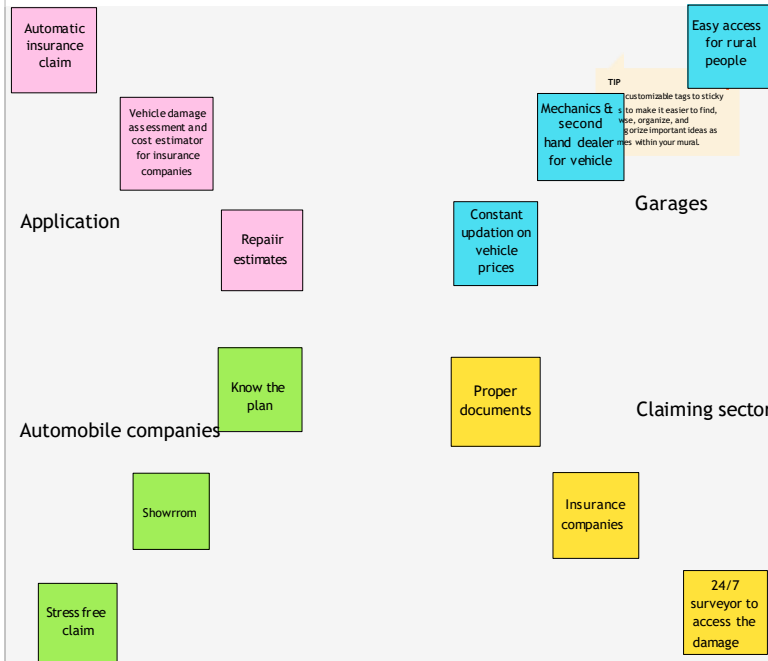 Automatic
insurance
claim
Vehicle damage
assessment and
cost estimator
for insurance
companies
Application
Repaiir
estimates
Easy access
for rural
people
TIP
customizable tags to sticky
s to make it easier to find,
wse, organize, and
gorize important ideas as
mes within your mural.
Mechanics &
second
hand dealer
for vehicle
Garages
Constant
updation on
vehicle
prices
Know the
plan
Automobile companies
Showrrom
Stress free
claim
Proper
documents
Claiming sector
Insurance
companies
24/7
surveyor to
access the
damage